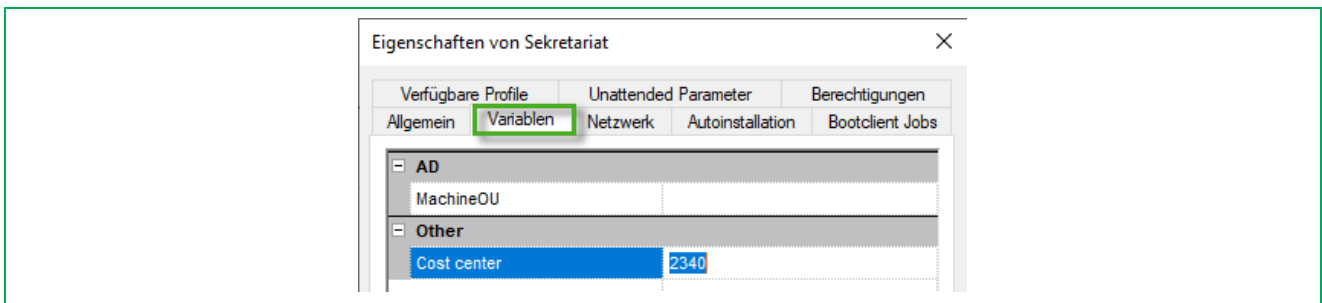 Eigenschaften von Sekretariat
Verfügbare Profile Unattended Parameter Berechtigungen
Allgemein Variablen Netzwerk Autoinstallation Bootclient Jobs
AD
MachineOU
Other
Cost center 2340